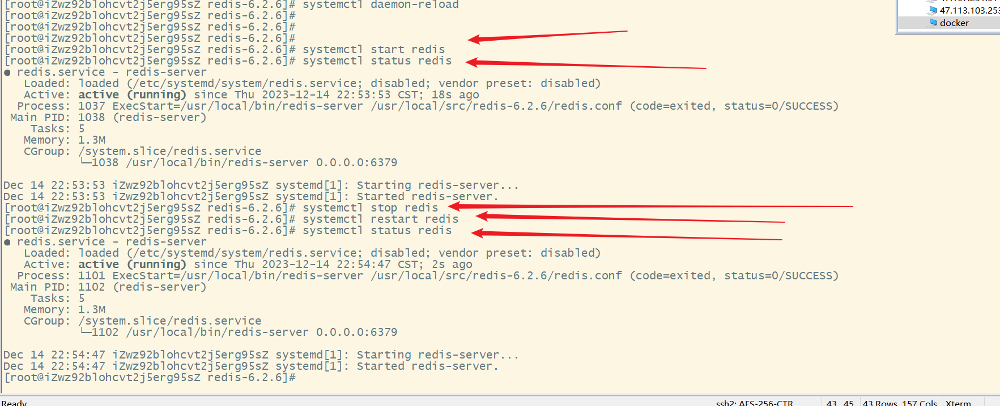 [root@iZwz92blohcvt2j5erg95sZ redis-6.2.6]# systemctl daemon-reload
[root@iZwz92blohcvt2j5erg95sZ redis-6.2.6]#
[root@iZwz92blohcvt2j5erg95sZ redis-6.2.6]#
[root@iZwz92blohcvt2j5erg95sZ redis-6.2.6]#
[root@iZwz92blohcvt2j5erg95sZ redis-6.2.6]# systemctl start redis
[root@iZwz92blohcvt2j5erg95sZ redis-6.2.6]# systemctl status redis
● redis.service - redis-server
Loaded: loaded (/etc/systemd/system/redis.service; disabled; vendor preset: disabled)
Active: active (running) since Thu 2023-12-14 22:53:53 CST; 18s ago
Process: 1037 ExecStart=/usr/local/bin/redis-server /usr/local/src/redis-6.2.6/redis.conf (code=exited, status=0/SUCCESS)
Main PID: 1038 (redis-server)
Tasks: 5
Memory: 1.3M
CGroup: /system.slice/redis.service
└─1038 /usr/local/bin/redis-server 0.0.0.0:6379
Dec 14 22:53:53 iZwz92blohcvt2j5erg95sZ systemd[1]: Starting redis-server...
Dec 14 22:53:53 iZwz92blohcvt2j5erg95sZ systemd[1]: Started redis-server.
[root@iZwz92blohcvt2j5erg95sZ redis-6.2.6]# systemctl stop redis
[root@iZwz92blohcvt2j5erg95sZ redis-6.2.6]# systemctl restart redis
[root@iZwz92blohcvt2j5erg95sZ redis-6.2.6]# systemctl status redis
● redis.service - redis-server
Loaded: loaded (/etc/systemd/system/redis.service; disabled; vendor preset: disabled)
Active: active (running) since Thu 2023-12-14 22:54:47 CST; 2s ago
Process: 1101 ExecStart=/usr/local/bin/redis-server /usr/local/src/redis-6.2.6/redis.conf (code=exited, status=0/SUCCESS)
Main PID: 1102 (redis-server)
Tasks: 5
Memory: 1.3M
CGroup: /system.slice/redis.service
└─1102 /usr/local/bin/redis-server 0.0.0.0:6379
Dec 14 22:54:47 iZwz92blohcvt2j5erg95sZ systemd[1]: Starting redis-server...
Dec 14 22:54:47 iZwz92blohcvt2j5erg95sZ systemd[1]: Started redis-server.
[root@iZwz92blohcvt2j5erg95sZ redis-6.2.6]#
47.113.103.253
docker
Ready
ssh2: AES-256-CTR
43, 45
43 Rows, 157 Cols
Xterm